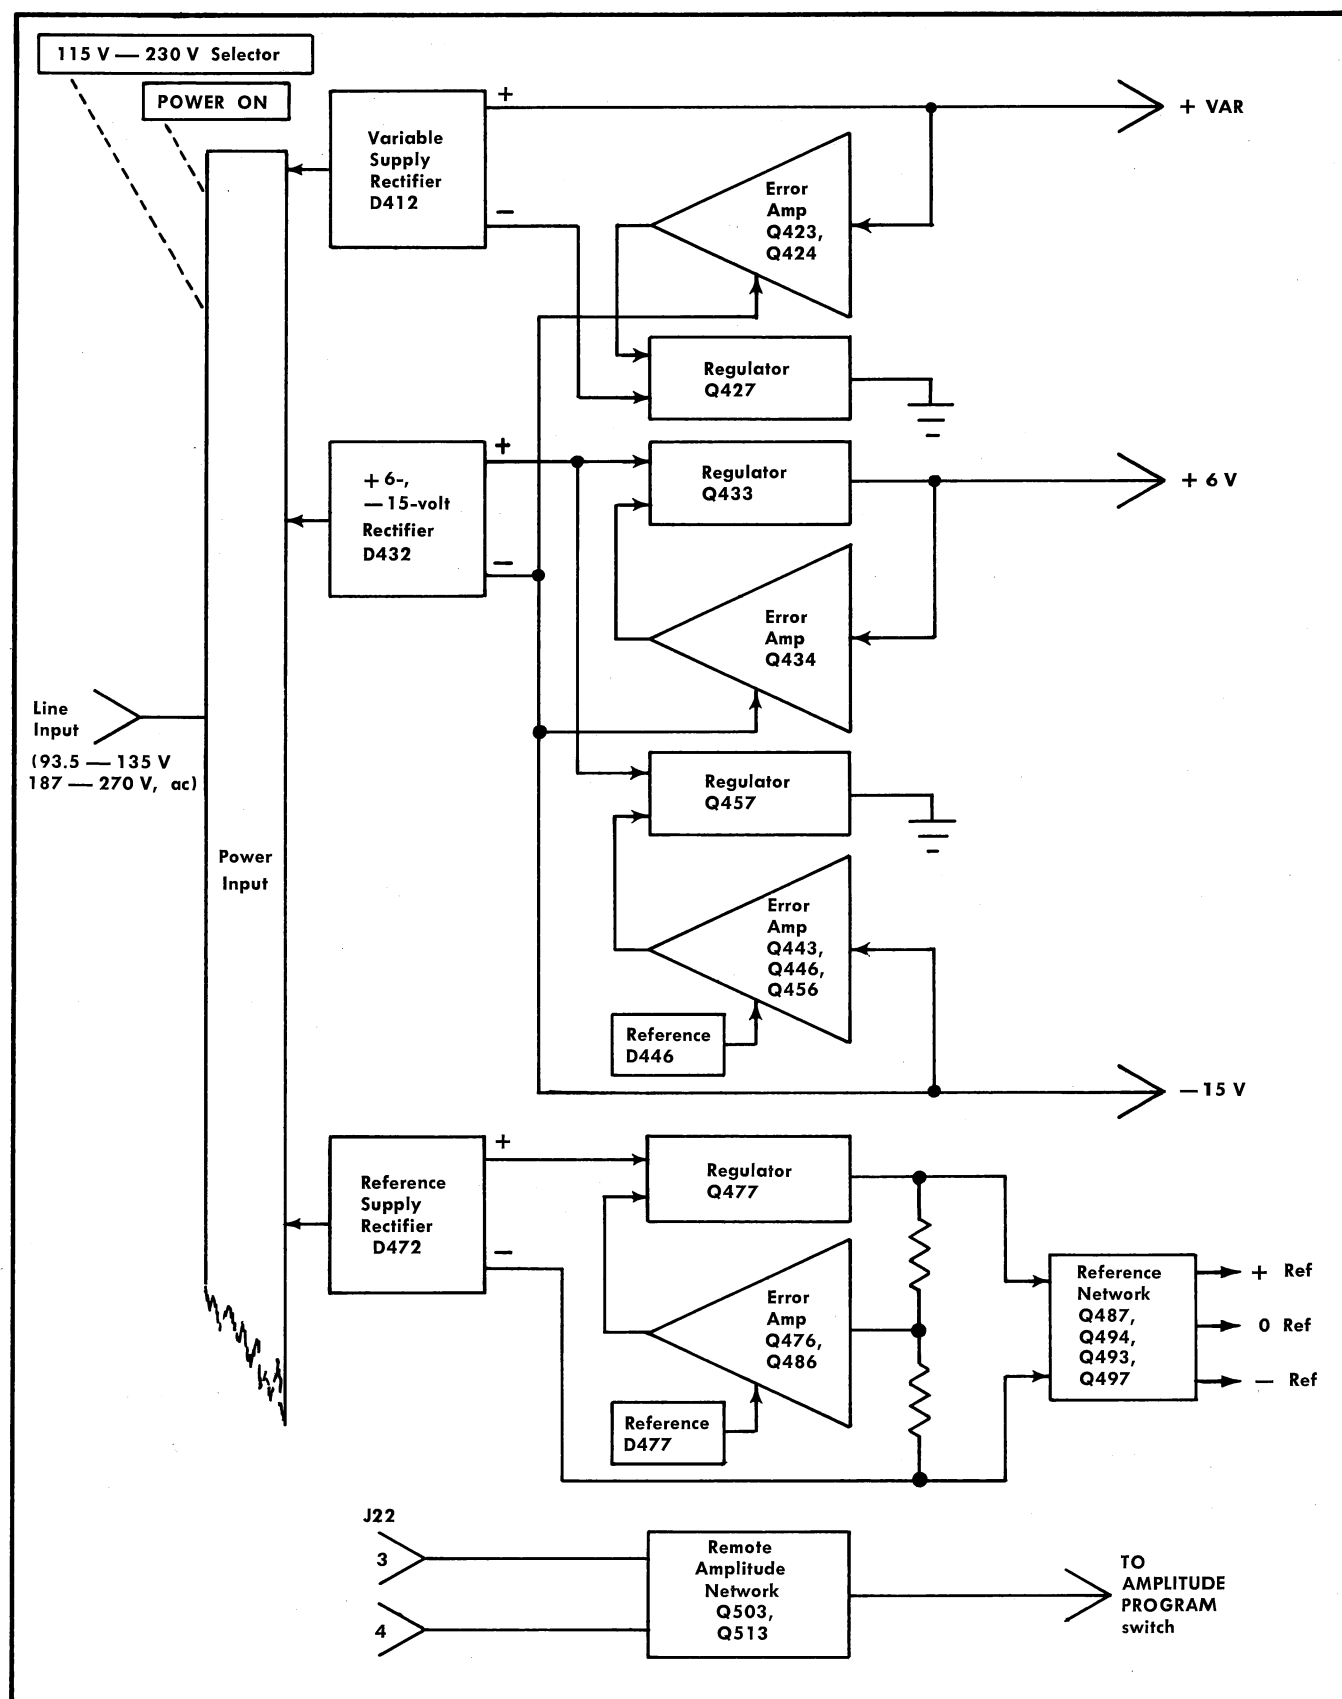 115 V — 230 V Selector
POWER ON
Variable
Supply
Rectifier
D412
+
−
Error
Amp
Q423,
Q424
+ VAR
Regulator
Q427
+ 6-,
— 15-volt
Rectifier
D432
+
−
Regulator
Q433
+ 6 V
Error
Amp
Q434
Line
Input
(93.5 — 135 V
187 — 270 V, ac)
Power
Input
Regulator
Q457
Error
Amp
Q443,
Q446,
Q456
Reference
D446
— 15 V
Reference
Supply
Rectifier
D472
+
−
Regulator
Q477
Error
Amp
Q476,
Q486
Reference
D477
Reference
Network
Q487,
Q494,
Q493,
Q497
+ Ref
0 Ref
— Ref
J22
3
4
Remote
Amplitude
Network
Q503,
Q513
TO
AMPLITUDE
PROGRAM
switch